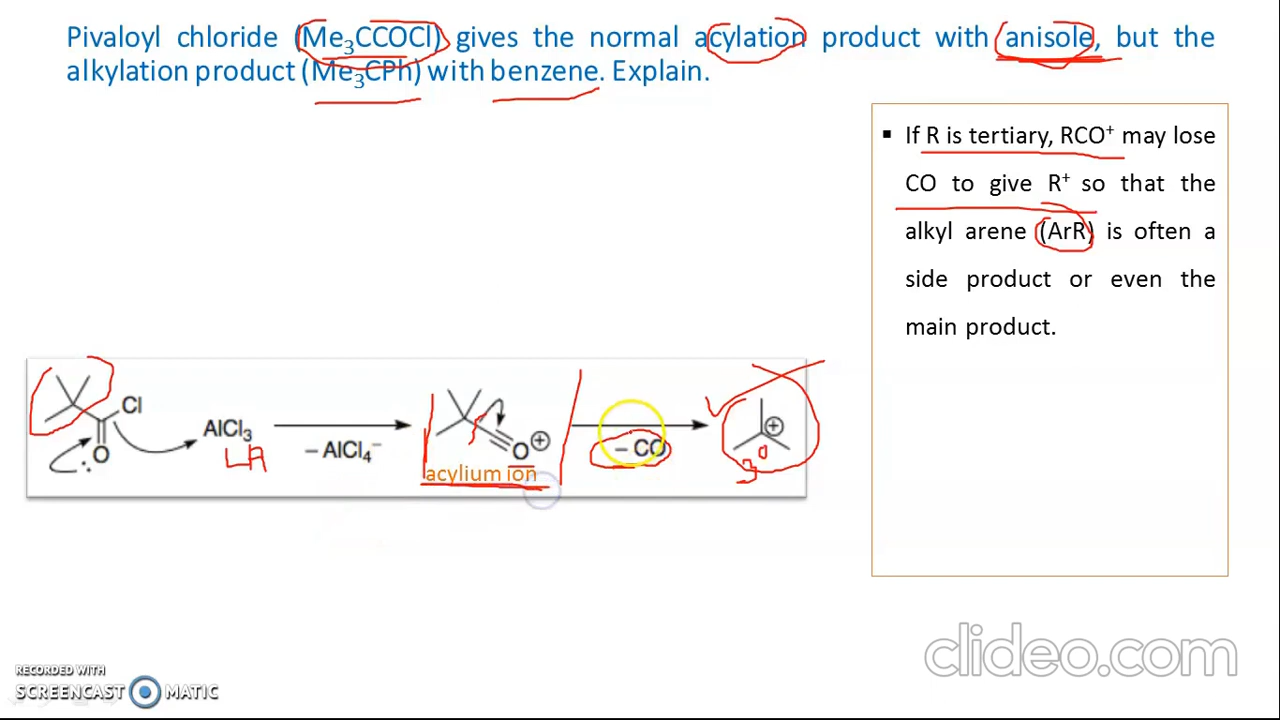 Pivaloyl chloride (Me₃CCOCl) gives the normal acylation product with (anisole, but the
alkylation product (Me₃CPh) with benzene. Explain.
▪ If R is tertiary, RCO⁺ may lose
CO to give R⁺ so that the
alkyl arene (ArR) is often a
side product or even the
main product.
Cl
O
AlCl₃
LA
– AlCl₄⁻
O⊕
acylium ion
– CO
⊕
3°
clideo.com
RECORDED WITH
SCREENCAST MATIC